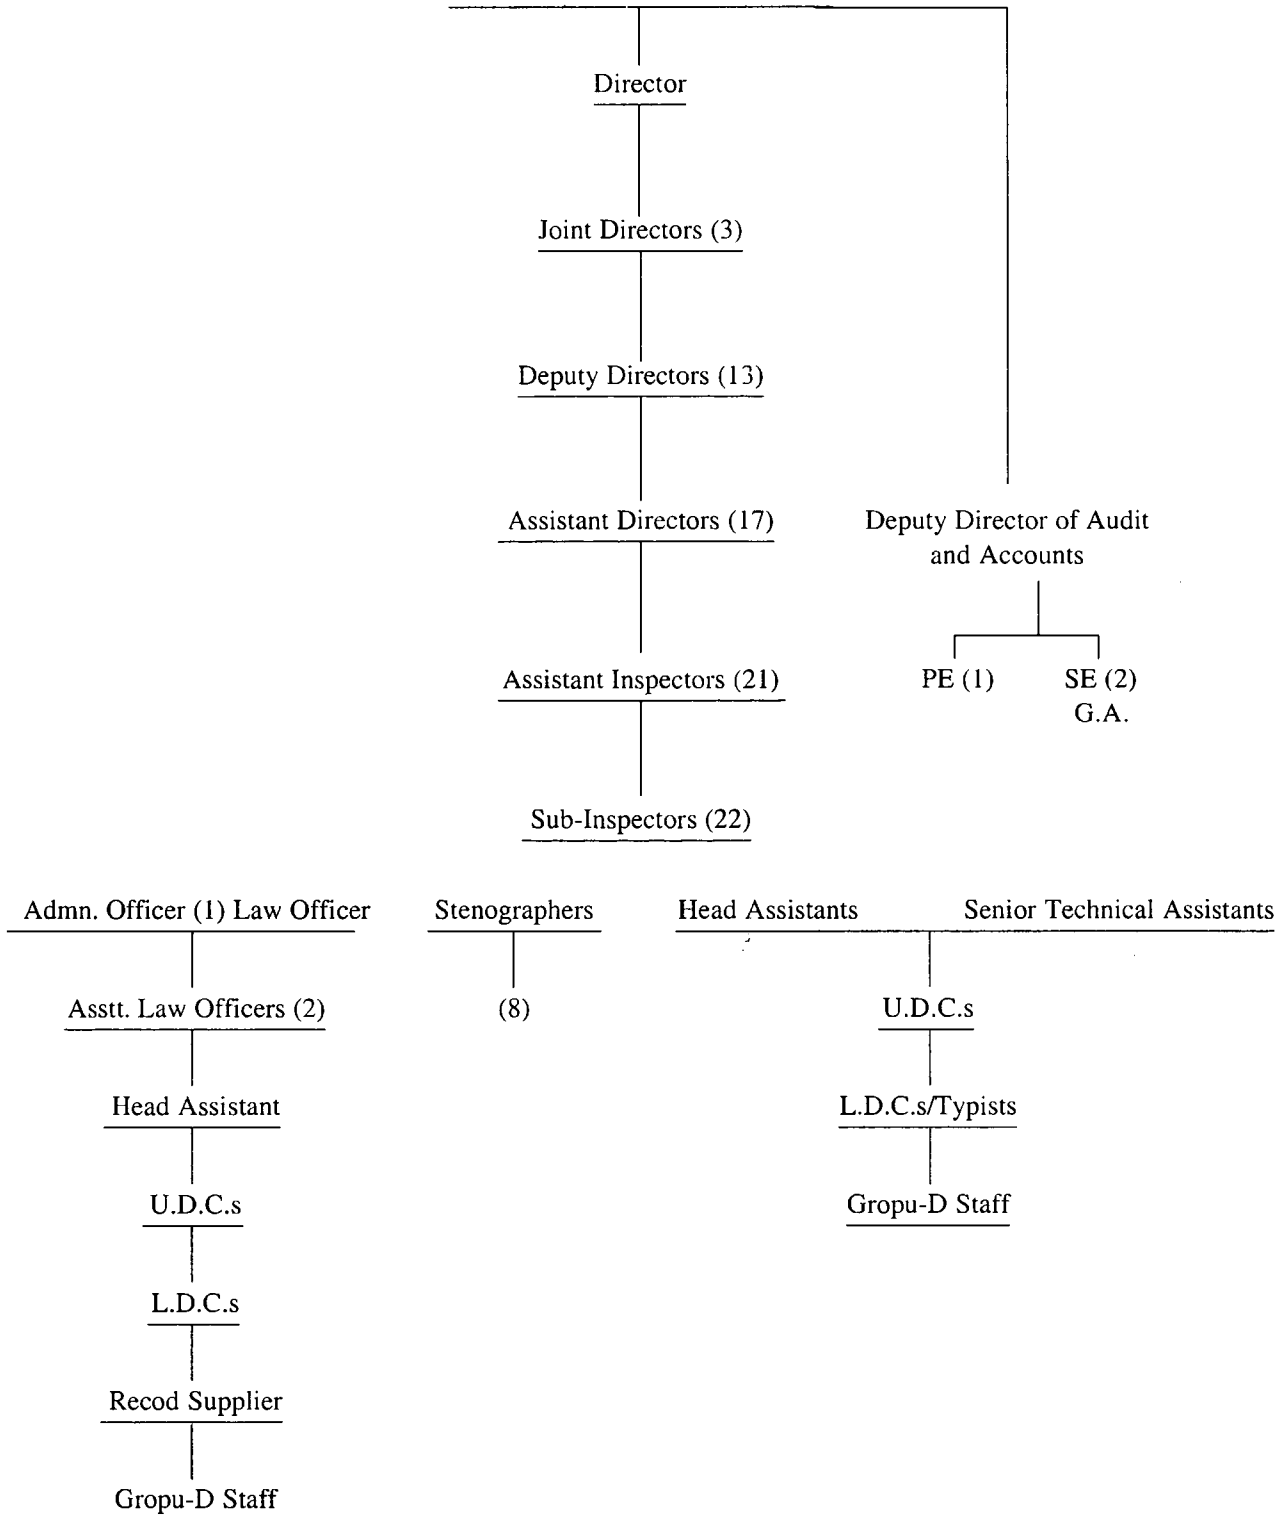 Director
Joint Directors (3)
Deputy Directors (13)
Assistant Directors (17)
Deputy Director of Audit
and Accounts
Assistant Inspectors (21)
PE (1)
SE (2)
G.A.
Sub-Inspectors (22)
Admn. Officer (1) Law Officer
Stenographers
Head Assistants
Senior Technical Assistants
Asstt. Law Officers (2)
(8)
U.D.C.s
Head Assistant
L.D.C.s/Typists
U.D.C.s
Gropu-D Staff
L.D.C.s
Recod Supplier
Gropu-D Staff